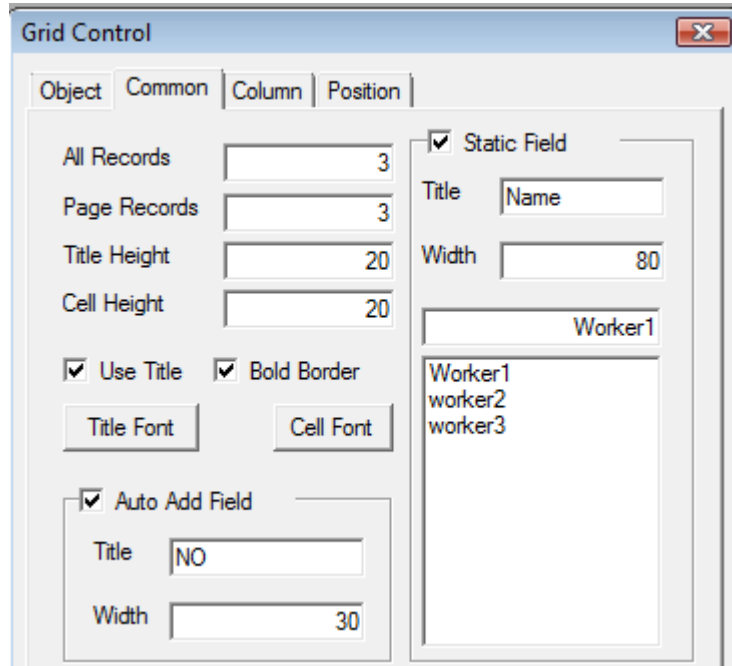 Grid Control
Object Common Column Position
All Records 3
Page Records 3
Title Height 20
Cell Height 20
Use Title Bold Border
Title Font Cell Font
Auto Add Field
Title NO
Width 30
Static Field
Title Name
Width 80
Worker1
Worker1
worker2
worker3